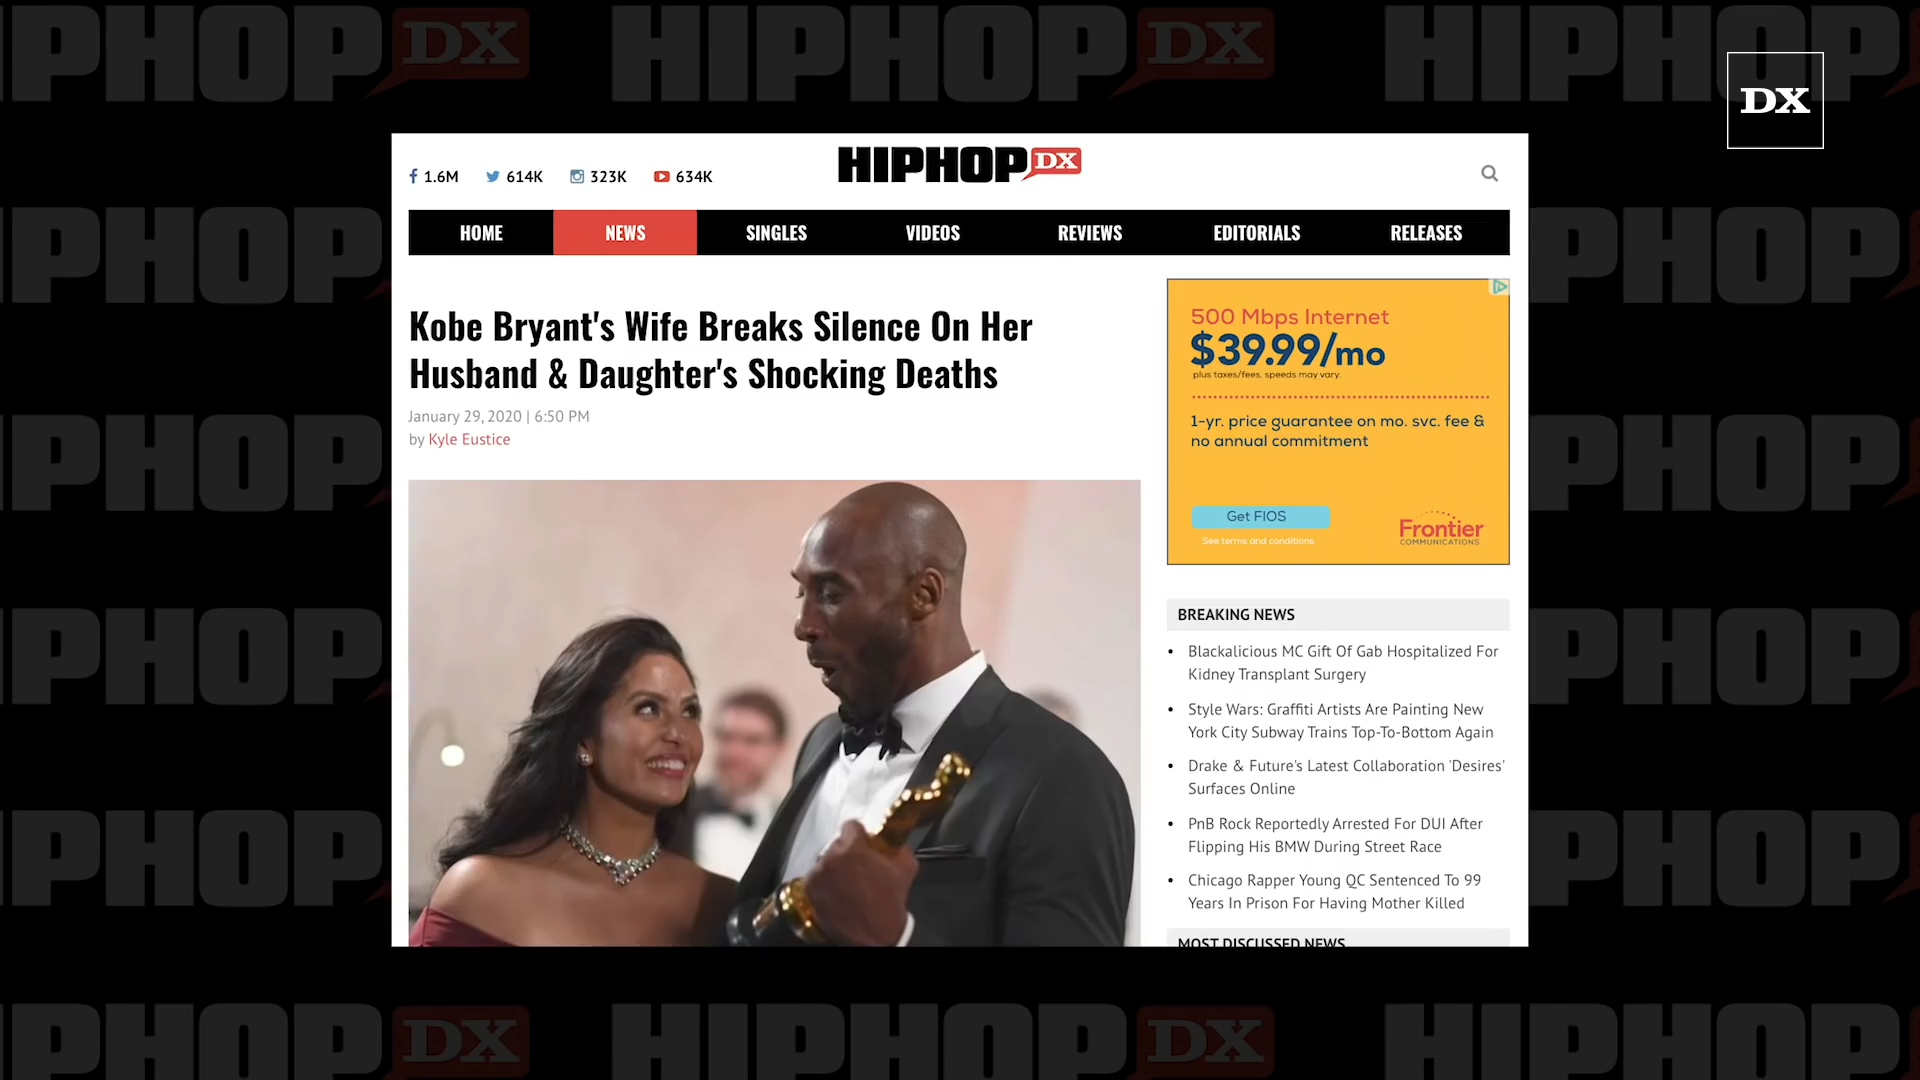 HIPHOPDX
HIPHOPDX
HIPHOP
DX
1.6M 614K 323K 634K
HIPHOPDX
HOME NEWS SINGLES VIDEOS REVIEWS EDITORIALS RELEASES
Kobe Bryant's Wife Breaks Silence On Her
Husband & Daughter's Shocking Deaths
January 29, 2020 | 6:50 PM
by Kyle Eustice
500 Mbps Internet
$39.99/mo
plus taxes/fees. speeds may vary.
1-yr. price guarantee on mo. svc. fee &
no annual commitment
Get FIOS
See terms and conditions
Frontier
COMMUNICATIONS
BREAKING NEWS
• Blackalicious MC Gift Of Gab Hospitalized For
Kidney Transplant Surgery
• Style Wars: Graffiti Artists Are Painting New
York City Subway Trains Top-To-Bottom Again
• Drake & Future's Latest Collaboration 'Desires'
Surfaces Online
• PnB Rock Reportedly Arrested For DUI After
Flipping His BMW During Street Race
• Chicago Rapper Young QC Sentenced To 99
Years In Prison For Having Mother Killed
MOST DISCUSSED NEWS
HIPHOPDX
HIPHOPDX
HIPHOP